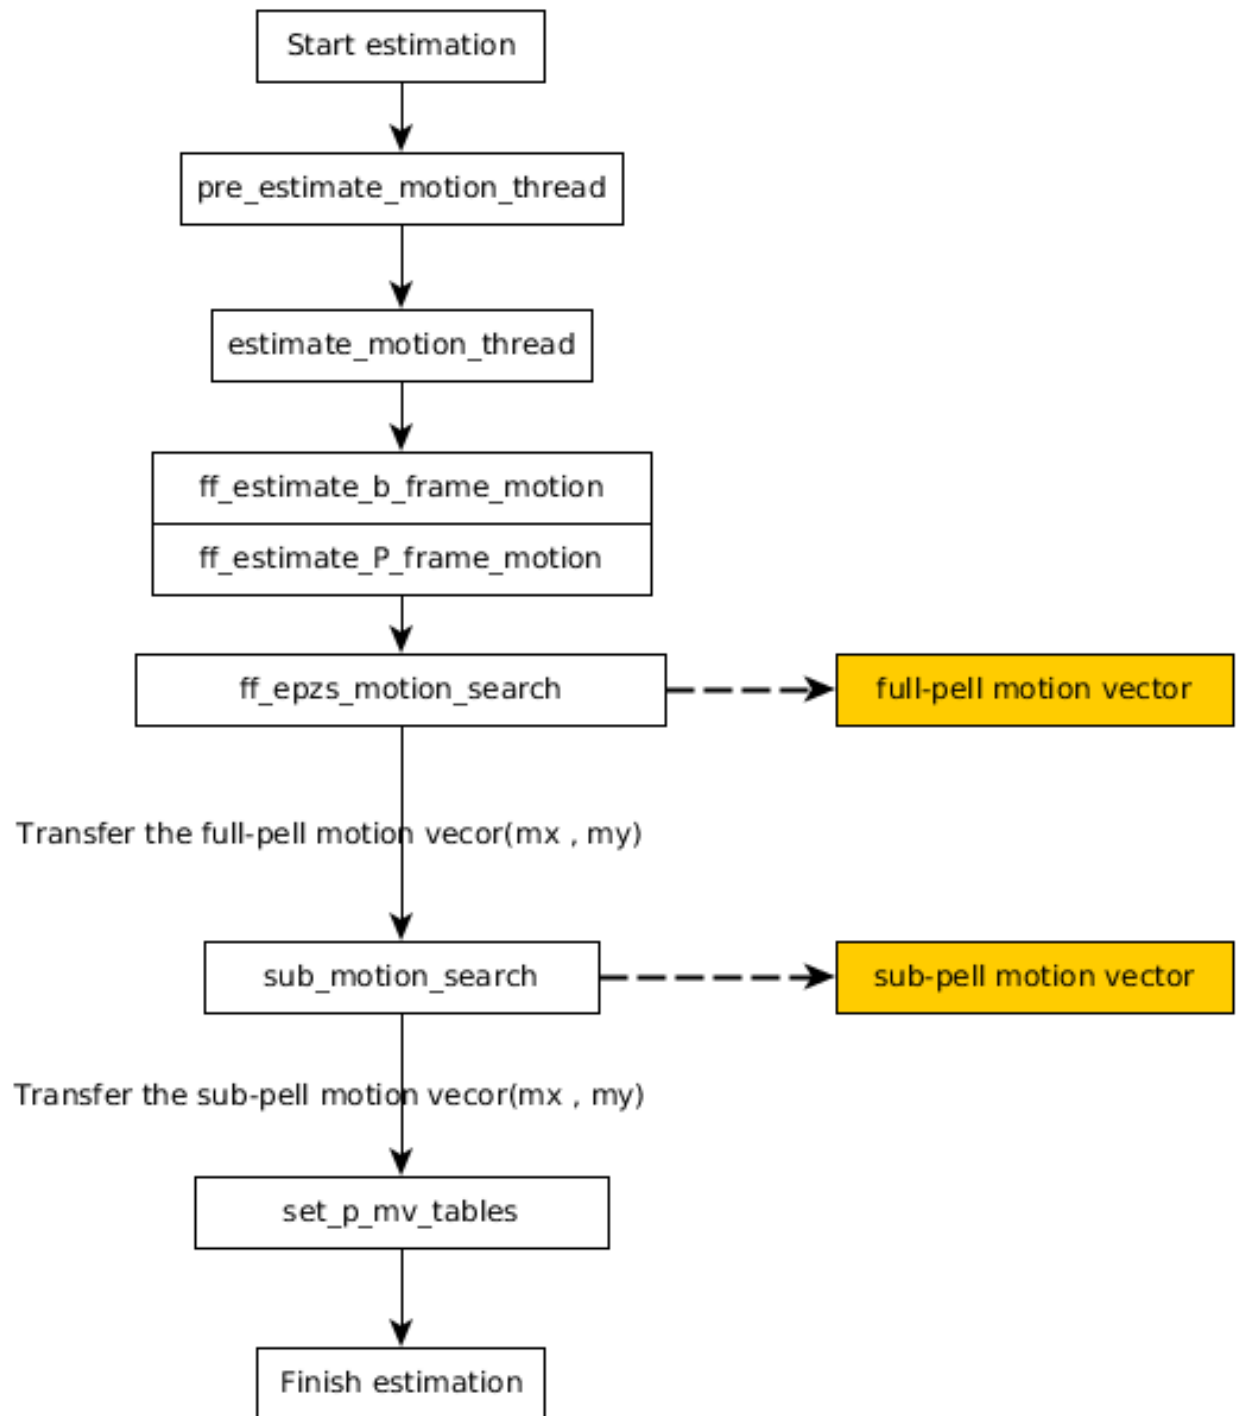 Start estimation
pre_estimate_motion_thread
estimate_motion_thread
ff_estimate_b_frame_motion
ff_estimate_P_frame_motion
ff_epzs_motion_search
full-pell motion vector
Transfer the full-pell motion vecor(mx , my)
sub_motion_search
sub-pell motion vector
Transfer the sub-pell motion vecor(mx , my)
set_p_mv_tables
Finish estimation